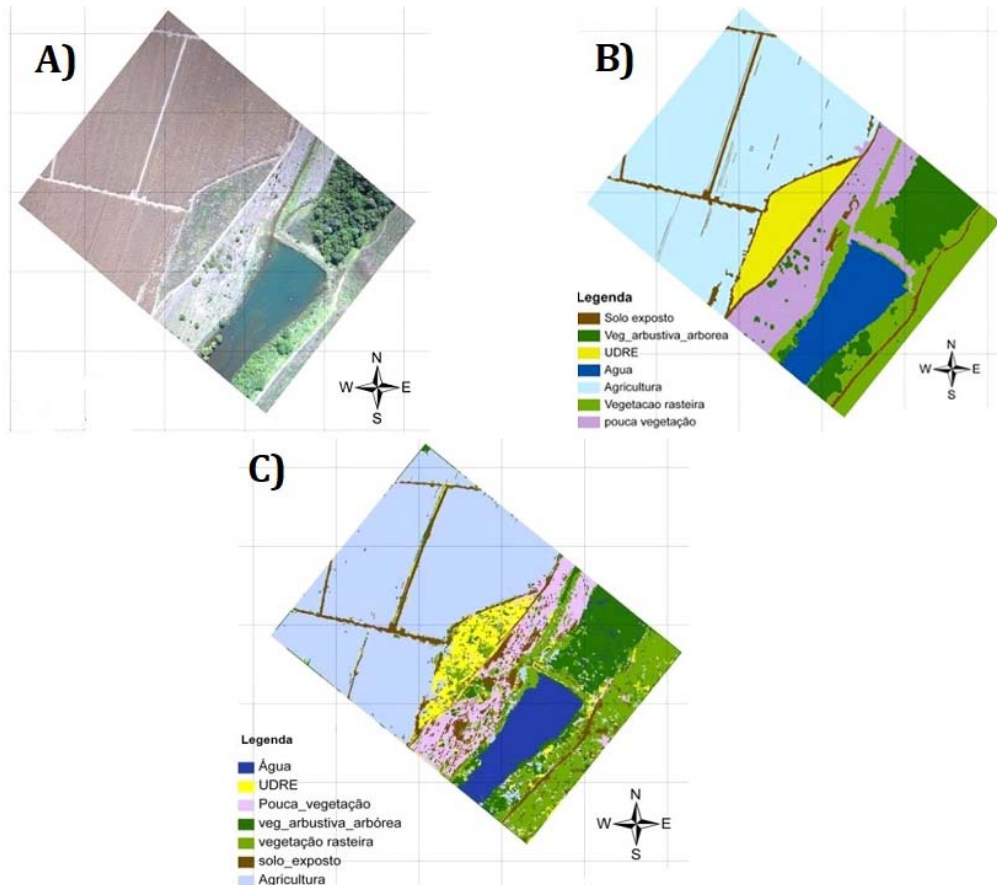 A)
N
W E
S
B)
Legenda
Solo exposto
Veg_arbustiva_arborea
UDRE
Agua
Agricultura
Vegetacao rasteira
pouca vegetação
N
W E
S
C)
Legenda
Água
UDRE
Pouca_vegetação
veg_arbustiva_arbórea
vegetação rasteira
solo_exposto
Agricultura
N
W E
S